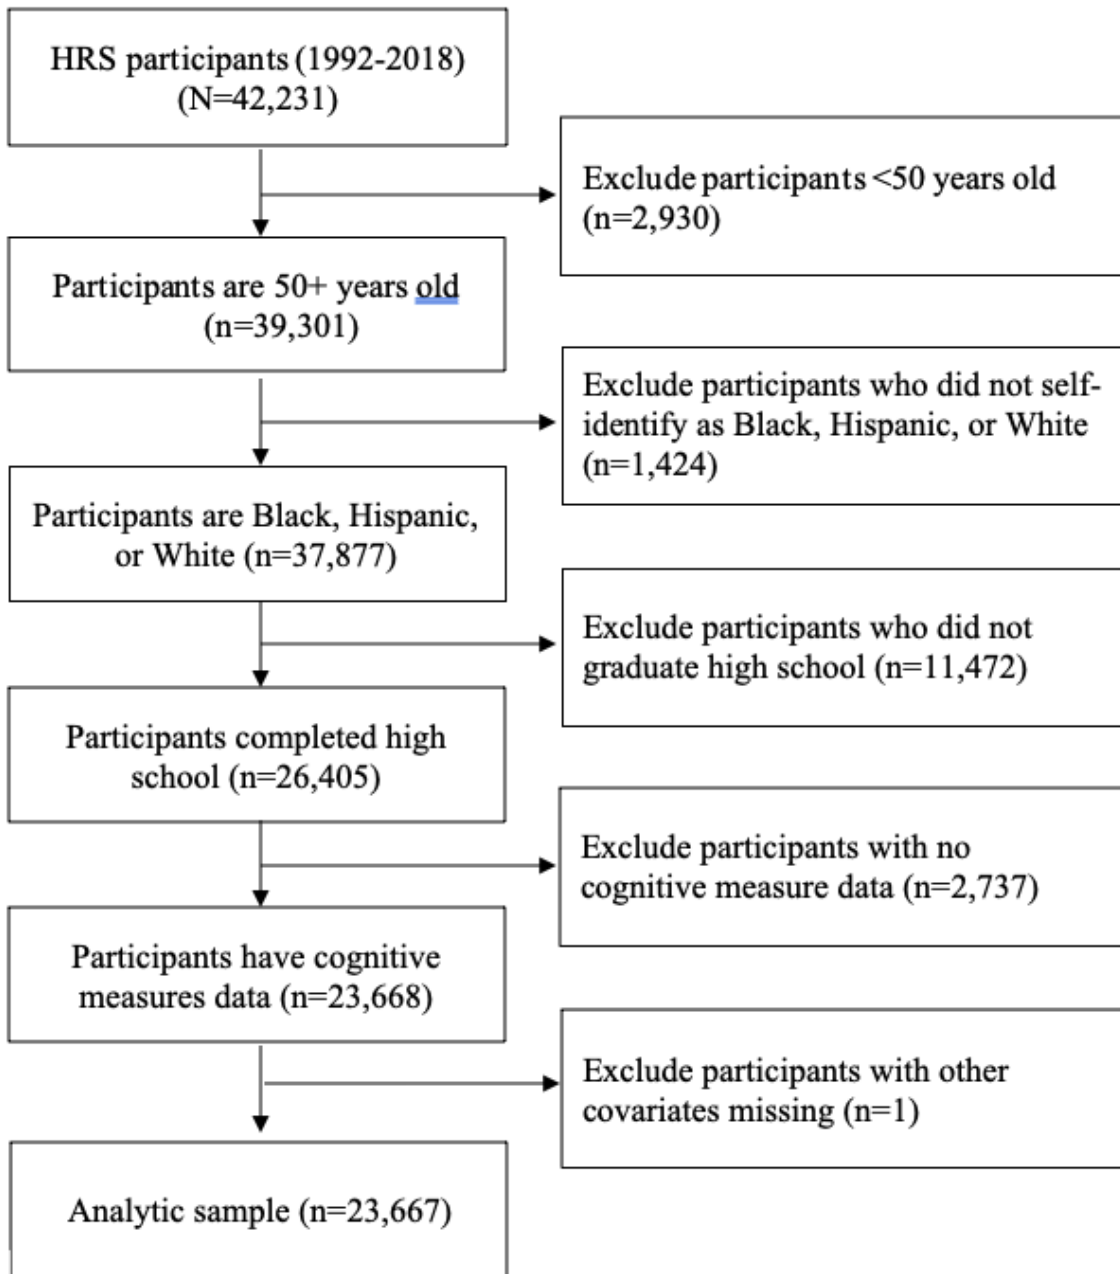 HRS participants (1992-2018)
(N=42,231)
Exclude participants <50 years old
(n=2,930)
Participants are 50+ years old
(n=39,301)
Exclude participants who did not self-
identify as Black, Hispanic, or White
(n=1,424)
Participants are Black, Hispanic,
or White (n=37,877)
Exclude participants who did not
graduate high school (n=11,472)
Participants completed high
school (n=26,405)
Exclude participants with no
cognitive measure data (n=2,737)
Participants have cognitive
measures data (n=23,668)
Exclude participants with other
covariates missing (n=1)
Analytic sample (n=23,667)